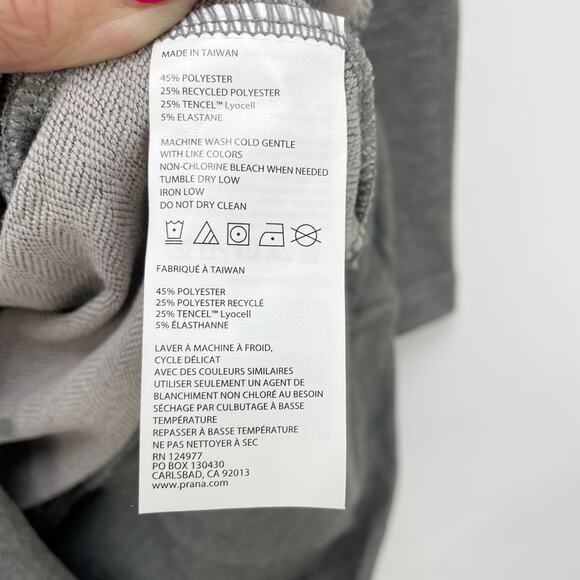 MADE IN TAIWAN
45% POLYESTER
25% RECYCLED POLYESTER
25% TENCEL™ Lyocell
5% ELASTANE
MACHINE WASH COLD GENTLE
WITH LIKE COLORS
NON-CHLORINE BLEACH WHEN NEEDED
TUMBLE DRY LOW
IRON LOW
DO NOT DRY CLEAN
FABRIQUÉ À TAIWAN
45% POLYESTER
25% POLYESTER RECYCLÉ
25% TENCEL™ Lyocell
5% ÉLASTHANNE
LAVER À MACHINE À FROID,
CYCLE DÉLICAT
AVEC DES COULEURS SIMILAIRES
UTILISER SEULEMENT UN AGENT DE
BLANCHIMENT NON CHLORÉ AU BESOIN
SÉCHAGE PAR CULBUTAGE À BASSE
TEMPÉRATURE
REPASSER À BASSE TEMPÉRATURE
NE PAS NETTOYER À SEC
RN 124977
PO BOX 130430
CARLSBAD, CA 92013
www.prana.com